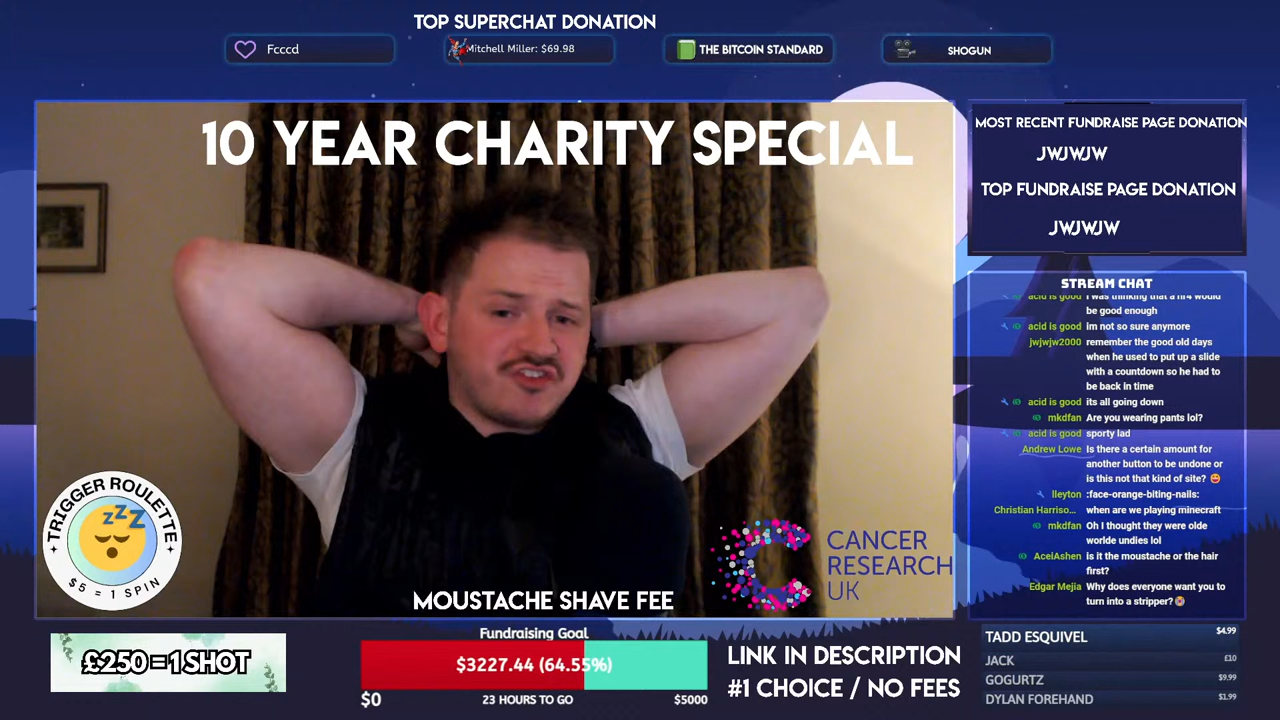 TOP SUPERCHAT DONATION
Fcccd
Mitchell Miller: $69.98
THE BITCOIN STANDARD
SHOGUN
10 YEAR CHARITY SPECIAL
MOST RECENT FUNDRAISE PAGE DONATION
JWJWJW
TOP FUNDRAISE PAGE DONATION
JWJWJW
STREAM CHAT
acid is good I was thinking that a hr4 would
be good enough
acid is good im not so sure anymore
jwjwjw2000 remember the good old days
when he used to put up a slide
with a countdown so he had to
be back in time
acid is good its all going down
mkdfan Are you wearing pants lol?
acid is good sporty lad
Andrew Lowe Is there a certain amount for
another button to be undone or
is this not that kind of site?
lleyton :face-orange-biting-nails:
Christian Harriso... when are we playing minecraft
mkdfan Oh I thought they were olde
worlde undies lol
AceiAshen is it the moustache or the hair
first?
Edgar Mejia Why does everyone want you to
turn into a stripper?
TRIGGER ROULETTE
zzz
$5 = 1 SPIN
CANCER
RESEARCH
UK
MOUSTACHE SHAVE FEE
£250 = 1 SHOT
Fundraising Goal
$3227.44 (64.55%)
$0
23 HOURS TO GO
$5000
LINK IN DESCRIPTION
#1 CHOICE / NO FEES
TADD ESQUIVEL $4.99
JACK £10
GOGURTZ $9.99
DYLAN FOREHAND $1.99